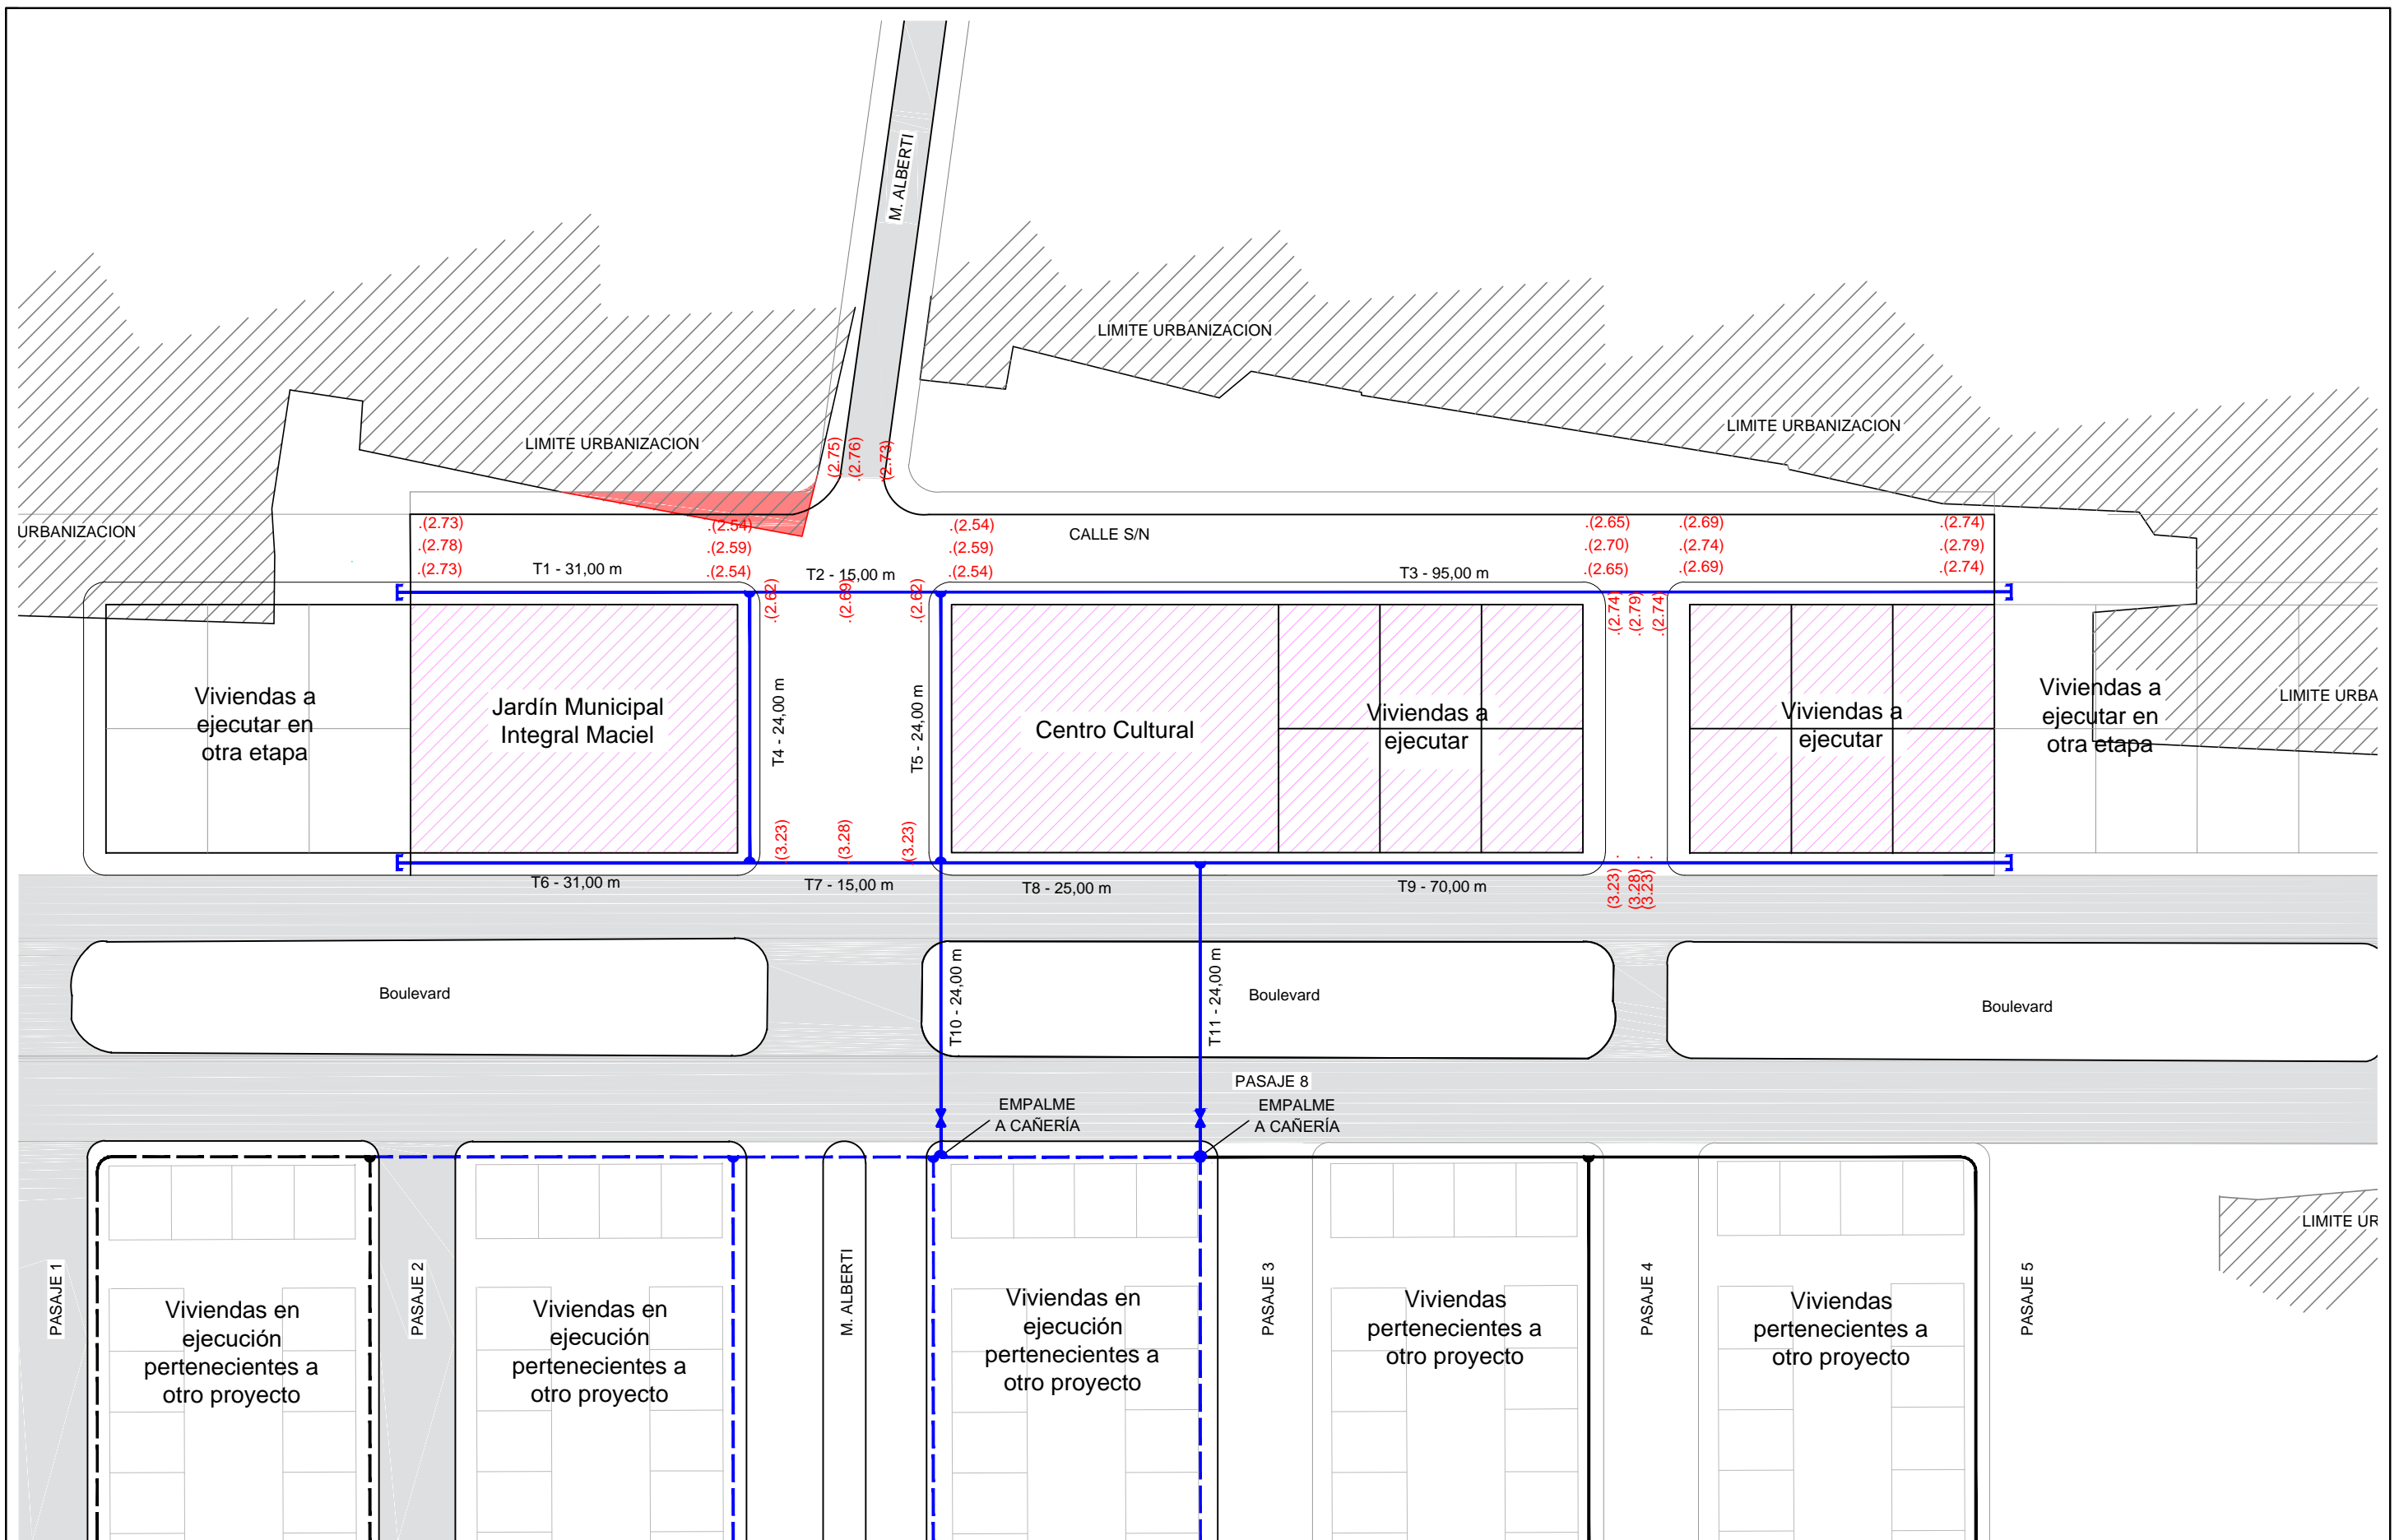 M. ALBERTI
LIMITE URBANIZACION
LIMITE URBANIZACION
LIMITE URBANIZACION
URBANIZACION
.(2.75)
.(2.76)
.(2.73)
.(2.73)
.(2.54)
.(2.54)
CALLE S/N
.(2.65)
.(2.69)
.(2.74)
.(2.78)
.(2.59)
.(2.59)
.(2.70)
.(2.74)
.(2.79)
.(2.73)
.(2.54)
.(2.54)
.(2.65)
.(2.69)
.(2.74)
T1 - 31,00 m
T2 - 15,00 m
T3 - 95,00 m
.(2.62)
.(2.69)
.(2.62)
.(2.74)
.(2.79)
.(2.74)
Viviendas a
ejecutar en
otra etapa
Jardín Municipal
Integral Maciel
T4 - 24,00 m
T5 - 24,00 m
Centro Cultural
Viviendas a
ejecutar
Viviendas a
ejecutar
Viviendas a
ejecutar en
otra etapa
LIMITE URBA
(3.23)
(3.28)
(3.23)
T6 - 31,00 m
T7 - 15,00 m
T8 - 25,00 m
T9 - 70,00 m
(3.23)
(3.28)
(3.23)
Boulevard
T10 - 24,00 m
Boulevard
T11 - 24,00 m
Boulevard
PASAJE 8
EMPALME
A CAÑERÍA
EMPALME
A CAÑERÍA
LIMITE UR
PASAJE 1
Viviendas en
ejecución
pertenecientes a
otro proyecto
PASAJE 2
Viviendas en
ejecución
pertenecientes a
otro proyecto
M. ALBERTI
Viviendas en
ejecución
pertenecientes a
otro proyecto
PASAJE 3
Viviendas
pertenecientes a
otro proyecto
PASAJE 4
Viviendas
pertenecientes a
otro proyecto
PASAJE 5